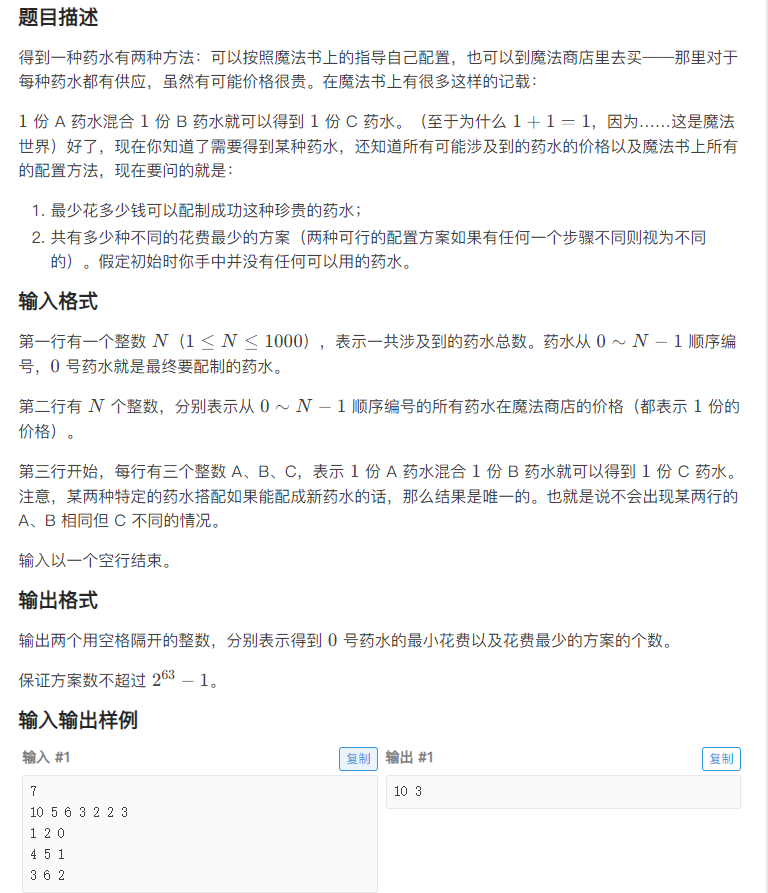 题目描述
得到一种药水有两种方法：可以按照魔法书上的指导自己配置，也可以到魔法商店里去买——那里对于
每种药水都有供应，虽然有可能价格很贵。在魔法书上有很多这样的记载：
1 份 A 药水混合 1 份 B 药水就可以得到 1 份 C 药水。（至于为什么 1 + 1 = 1，因为……这是魔法
世界）好了，现在你知道了需要得到某种药水，还知道所有可能涉及到的药水的价格以及魔法书上所有
的配置方法，现在要问的就是：
1. 最少花多少钱可以配制成功这种珍贵的药水；
2. 共有多少种不同的花费最少的方案（两种可行的配置方案如果有任何一个步骤不同则视为不同
的）。假定初始时你手中并没有任何可以用的药水。
输入格式
第一行有一个整数 N（1 ≤ N ≤ 1000），表示一共涉及到的药水总数。药水从 0 ∼ N − 1 顺序编
号，0 号药水就是最终要配制的药水。
第二行有 N 个整数，分别表示从 0 ∼ N − 1 顺序编号的所有药水在魔法商店的价格（都表示 1 份的
价格）。
第三行开始，每行有三个整数 A、B、C，表示 1 份 A 药水混合 1 份 B 药水就可以得到 1 份 C 药水。
注意，某两种特定的药水搭配如果能配成新药水的话，那么结果是唯一的。也就是说不会出现某两行的
A、B 相同但 C 不同的情况。
输入以一个空行结束。
输出格式
输出两个用空格隔开的整数，分别表示得到 0 号药水的最小花费以及花费最少的方案的个数。
保证方案数不超过 2^63 − 1。
输入输出样例
输入 #1 复制 输出 #1 复制
7 10 3
10 5 6 3 2 2 3
1 2 0
4 5 1
3 6 2